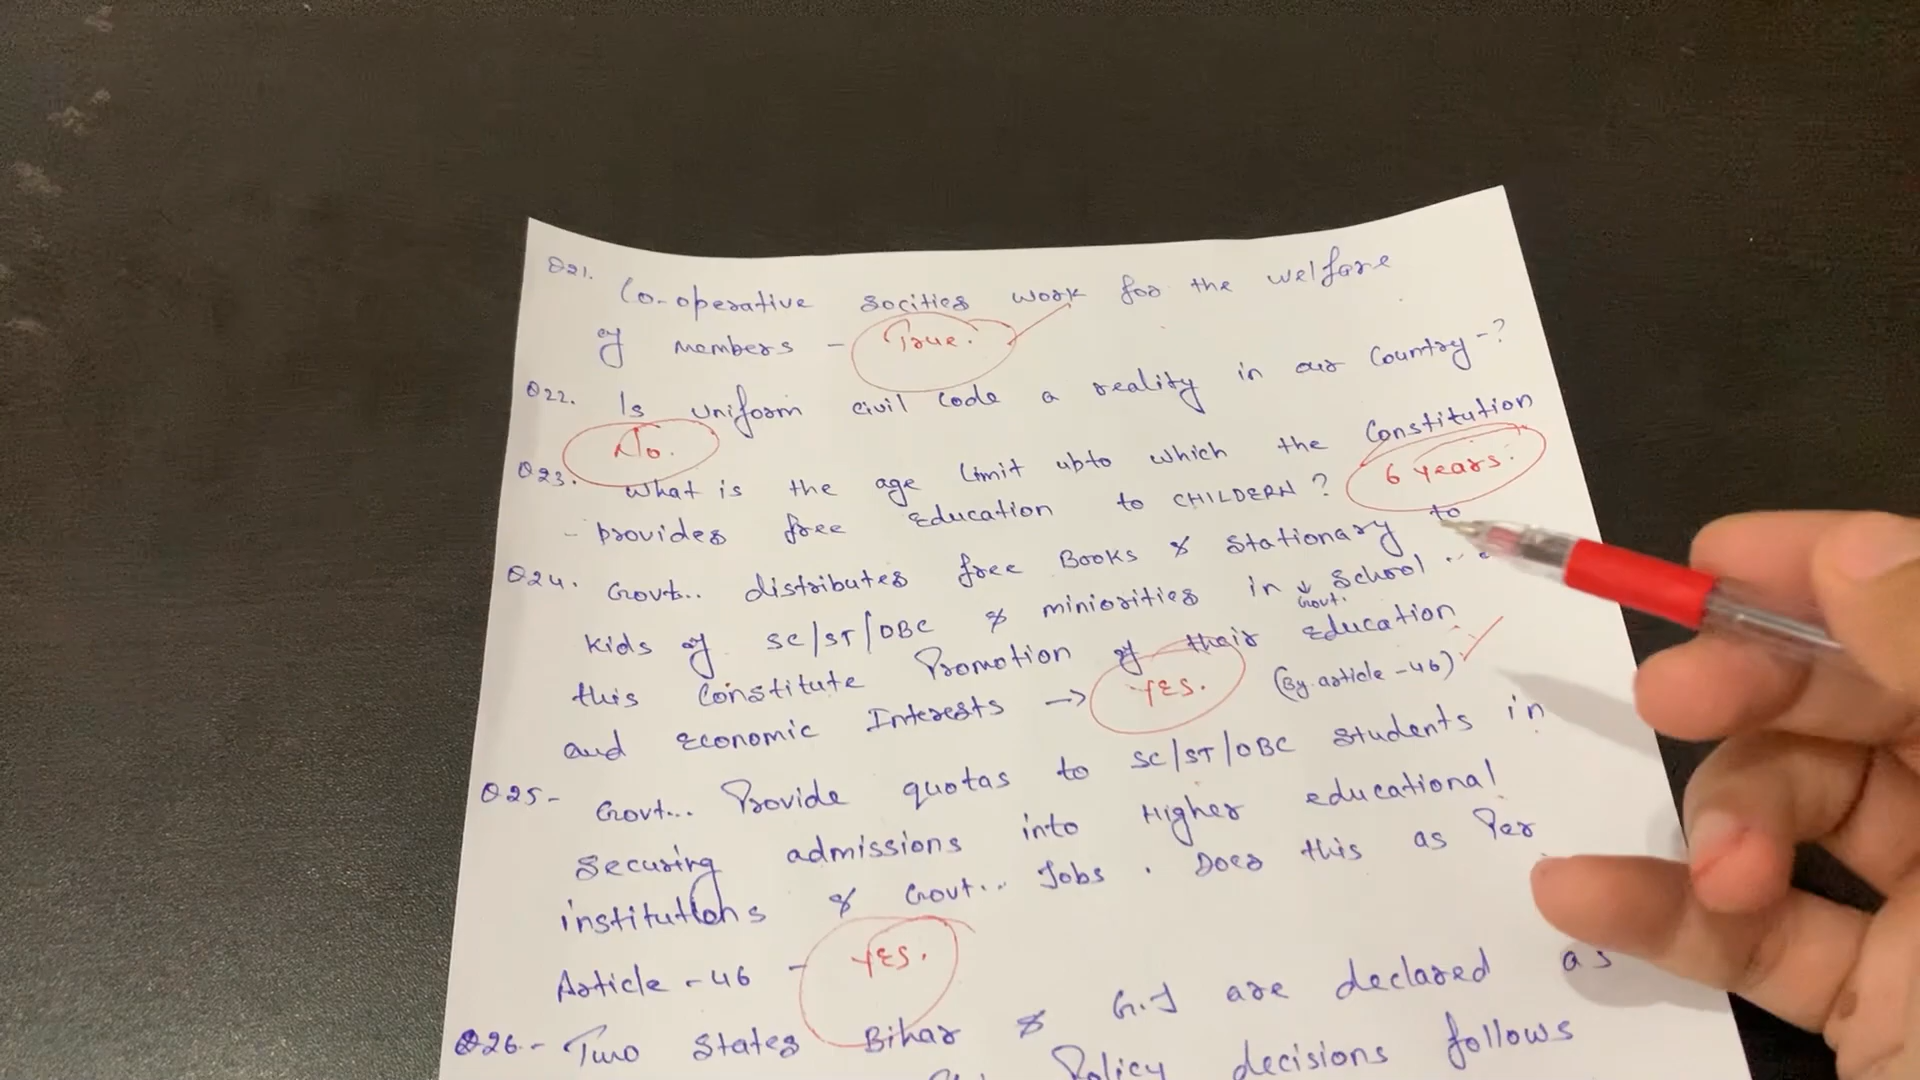 Q21. Co-operative socities work for the welfare
of members - True.
Q22. Is uniform civil code a reality in our Country-?
No.
Q23. What is the age limit upto which the Constitution
- provides free Education to CHILDERN? 6 years.
Q24. Govt.. distributes free Books & Stationary to
kids of SC/ST/OBC & miniorities in Govt. School
this Constitute Promotion of their Education
and Economic Interests → YES. (By article-46)
Q25- Govt... Provide quotas to SC/ST/OBC students in
securing admissions into Higher educational
institutions & Govt... Jobs. Does this as Per
Article-46 - YES.
Q26.- Two States Bihar & G.J are declared as
Policy decisions follows